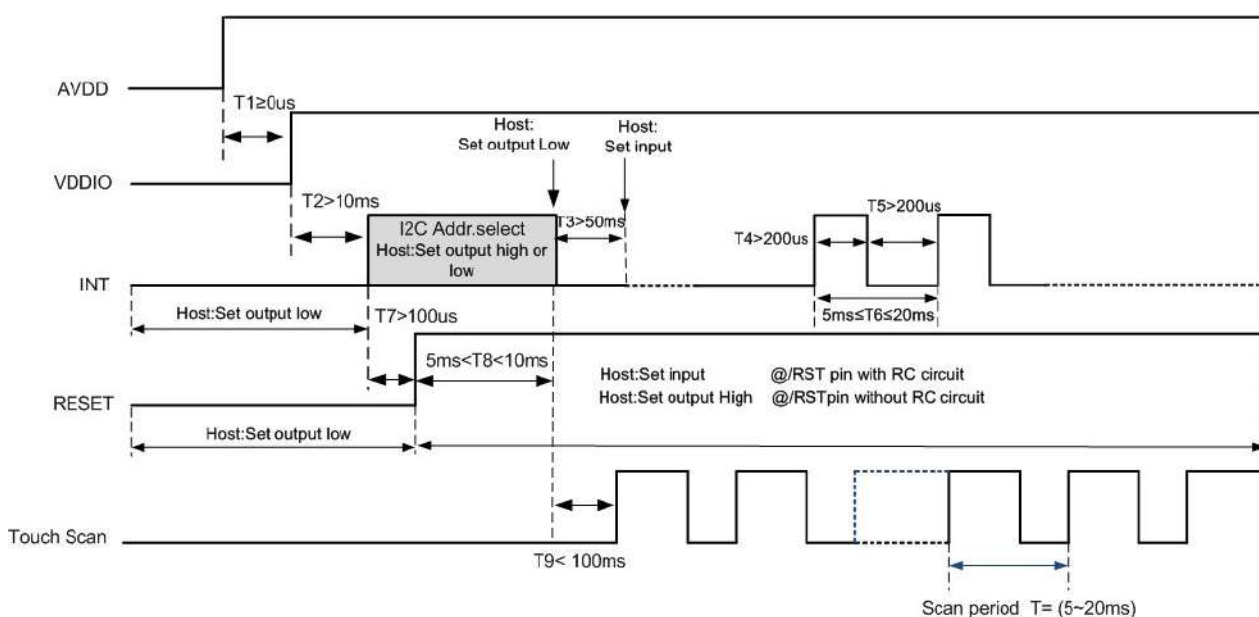 AVDD
T1≥0us
Host:
Set output Low
Host:
Set input
VDDIO
T2>10ms
I2C Addr.select
Host:Set output high or
low
T3>50ms
T4>200us
T5>200us
INT
Host:Set output low
T7>100us
5ms≤T6≤20ms
5ms<T8<10ms
Host:Set input @/RST pin with RC circuit
Host:Set output High @/RSTpin without RC circuit
RESET
Host:Set output low
Touch Scan
T9< 100ms
Scan period T= (5~20ms)